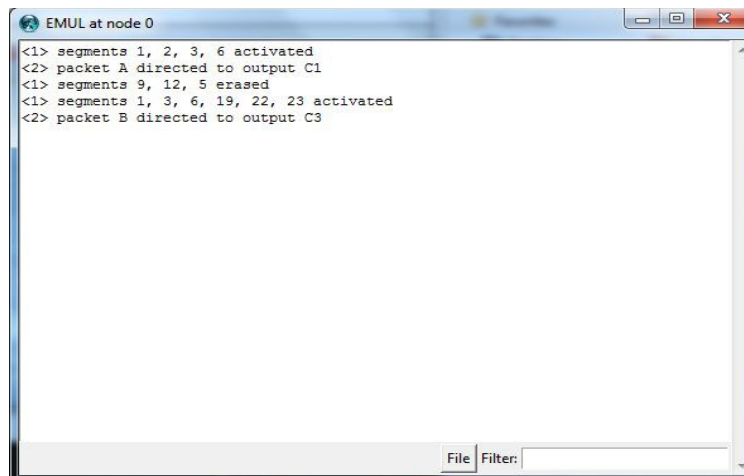 EMUL at node 0
<1> segments 1, 2, 3, 6 activated
<2> packet A directed to output C1
<1> segments 9, 12, 5 erased
<1> segments 1, 3, 6, 19, 22, 23 activated
<2> packet B directed to output C3
File Filter: